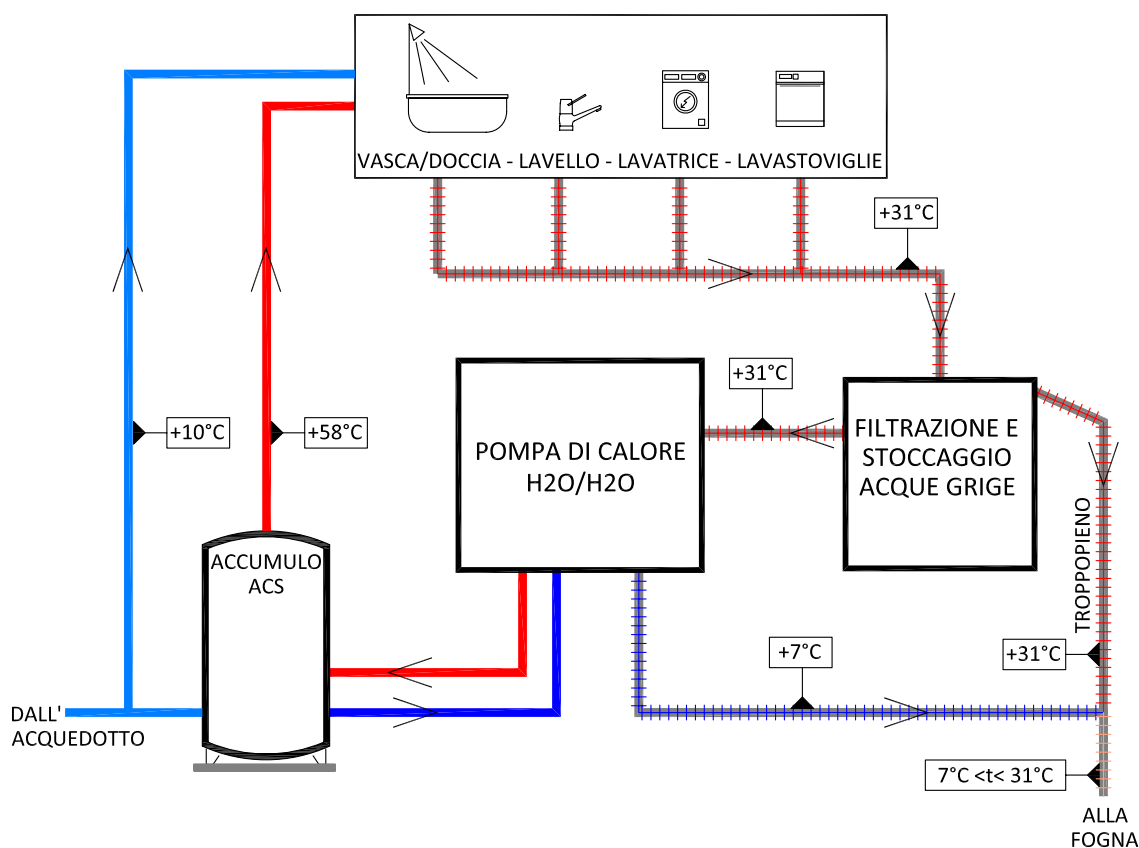 VASCA/DOCCIA - LAVELLO - LAVATRICE - LAVASTOVIGLIE
+31°C
+31°C
+10°C
+58°C
POMPA DI CALORE
H2O/H2O
FILTRAZIONE E
STOCCAGGIO
ACQUE GRIGE
ACCUMULO
ACS
TROPPOPIENO
+7°C
+31°C
DALL'
ACQUEDOTTO
7°C <t< 31°C
ALLA
FOGNA